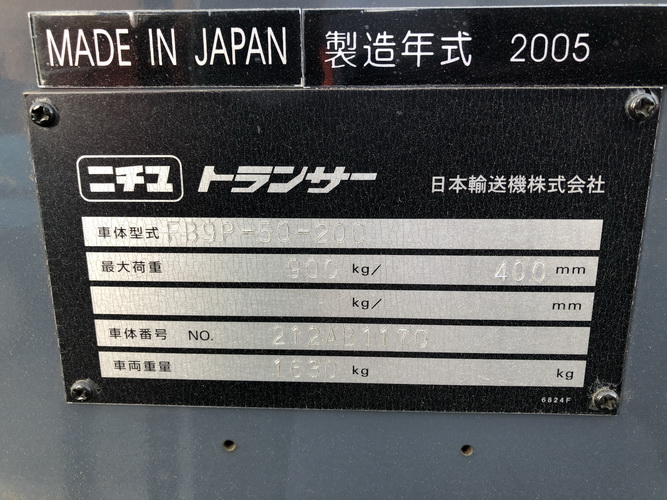 MADE IN JAPAN 製造年式 2005
ニチユ トランサー 日本輸送機株式会社
車体型式 FB9P-50-200
最大荷重 900 kg/ 400 mm
kg/ mm
車体番号 NO.
車両重量 kg kg
6824F